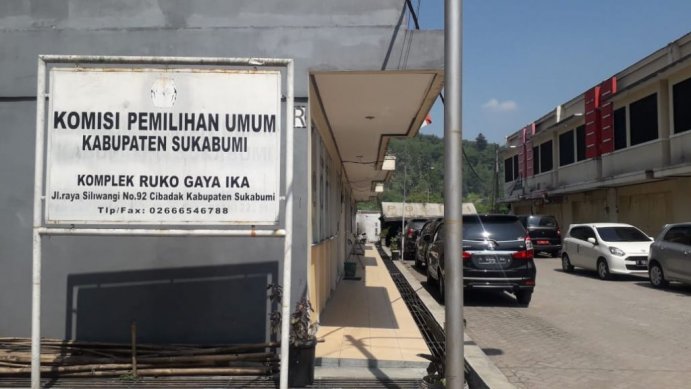 KOMISI PEMILIHAN UMUM
KABUPATEN SUKABUMI
KOMPLEK RUKO GAYA IKA
Jl.raya Siliwangi No.92 Cibadak Kabupaten Sukabumi
Tlp/Fax: 02666546788
R